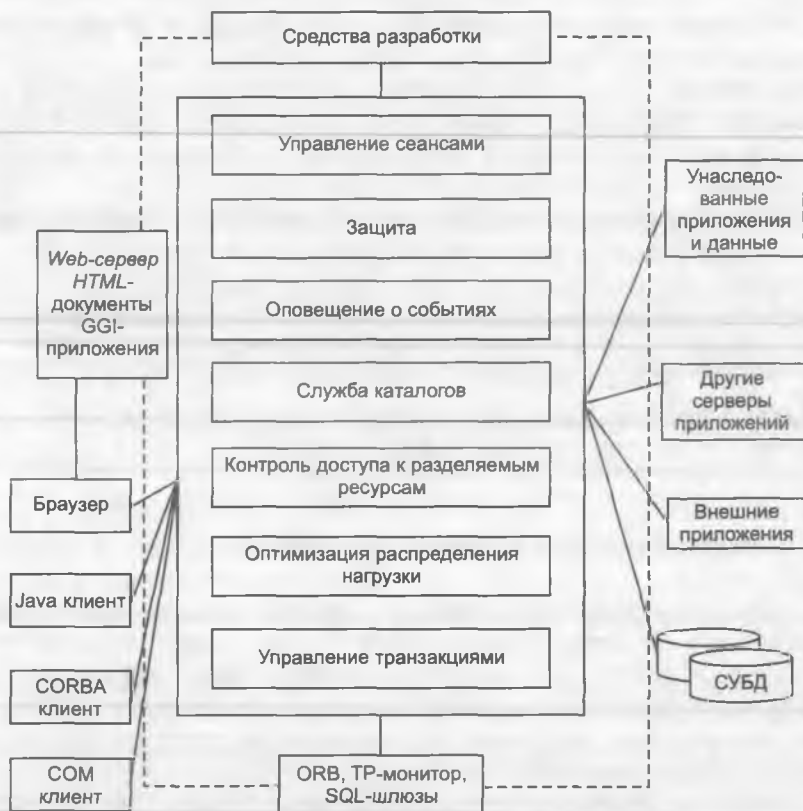 Средства разработки
Управление сеансами
Защита
Оповещение о событиях
Служба каталогов
Контроль доступа к разделяемым
ресурсам
Оптимизация распределения
нагрузки
Управление транзакциями
Web-сервер
HTML-
документы
GGI-
приложения
Браузер
Java клиент
CORBA
клиент
COM
клиент
Унаследо-
ванные
приложения
и данные
Другие
серверы
приложений
Внешние
приложения
СУБД
ORB, TP-монитор,
SQL-шлюзы